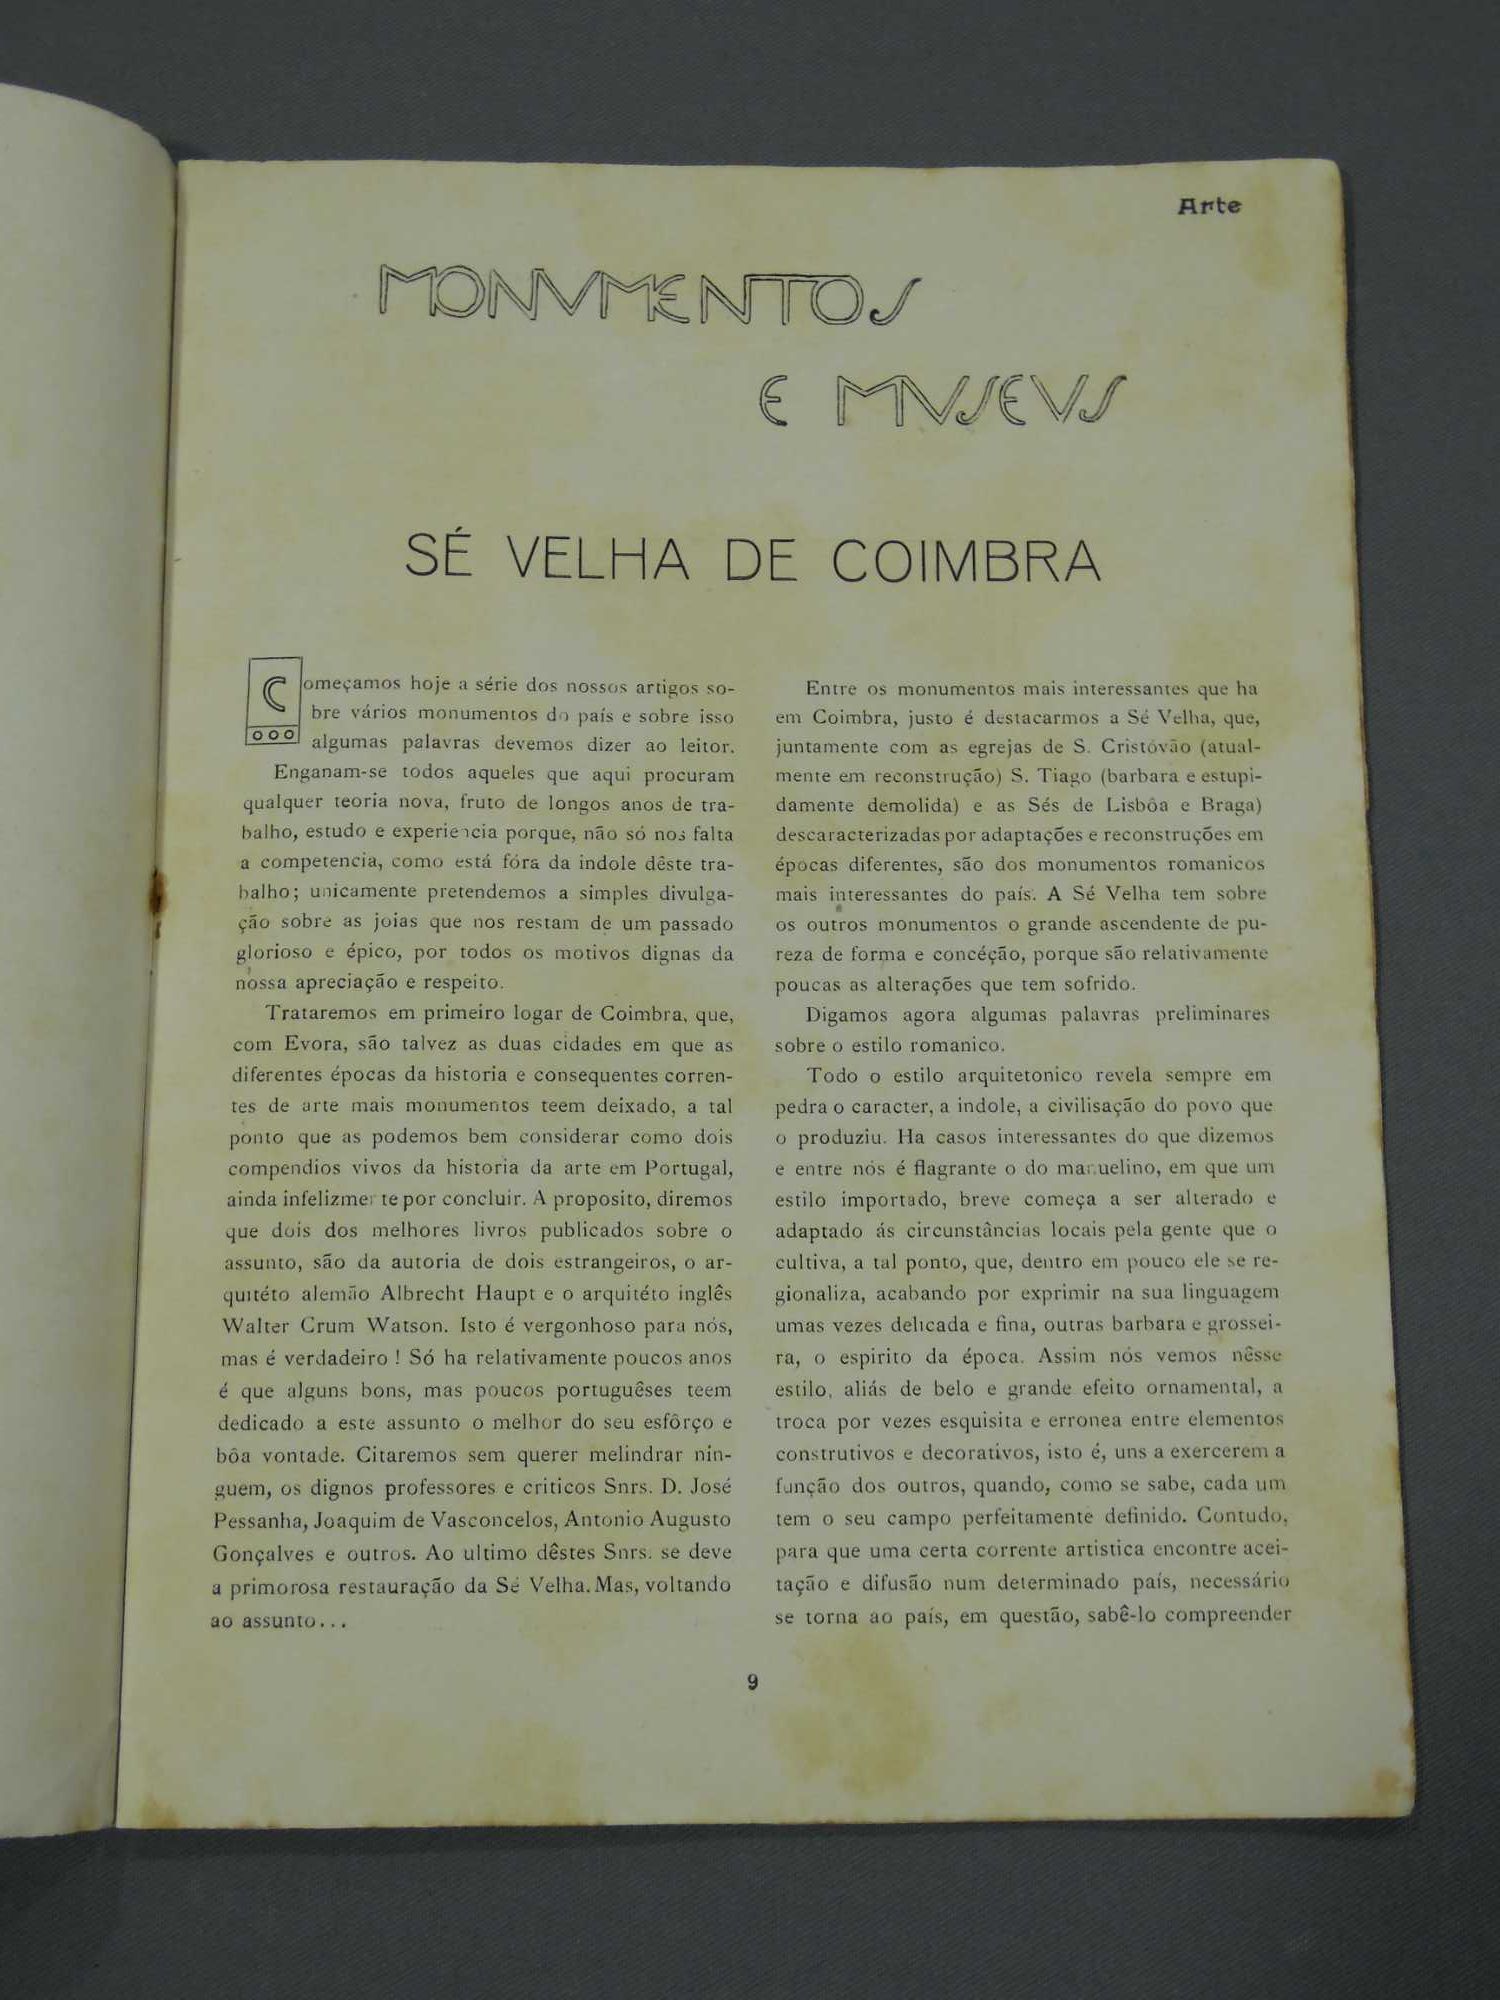 Arte
MONVMENTOS
E MVSEVS
SÉ VELHA DE COIMBRA
Começamos hoje a série dos nossos artigos so-
bre vários monumentos do país e sobre isso
algumas palavras devemos dizer ao leitor.
Enganam-se todos aqueles que aqui procuram
qualquer teoria nova, fruto de longos anos de tra-
balho, estudo e experiencia porque, não só nos falta
a competencia, como está fóra da indole dêste tra-
balho; unicamente pretendemos a simples divulga-
ção sobre as joias que nos restam de um passado
glorioso e épico, por todos os motivos dignas da
nossa apreciação e respeito.
Trataremos em primeiro logar de Coimbra, que,
com Evora, são talvez as duas cidades em que as
diferentes épocas da historia e consequentes corren-
tes de arte mais monumentos teem deixado, a tal
ponto que as podemos bem considerar como dois
compendios vivos da historia da arte em Portugal,
ainda infelizmente por concluir. A proposito, diremos
que dois dos melhores livros publicados sobre o
assunto, são da autoria de dois estrangeiros, o ar-
quitéto alemão Albrecht Haupt e o arquitéto inglês
Walter Crum Watson. Isto é vergonhoso para nós,
mas é verdadeiro ! Só ha relativamente poucos anos
é que alguns bons, mas poucos portuguêses teem
dedicado a este assunto o melhor do seu esfôrço e
bôa vontade. Citaremos sem querer melindrar nin-
guem, os dignos professores e criticos Snrs. D. José
Pessanha, Joaquim de Vasconcelos, Antonio Augusto
Gonçalves e outros. Ao ultimo dêstes Snrs. se deve
a primorosa restauração da Sé Velha. Mas, voltando
ao assunto...
Entre os monumentos mais interessantes que ha
em Coimbra, justo é destacarmos a Sé Velha, que,
juntamente com as egrejas de S. Cristóvão (atual-
mente em reconstrução) S. Tiago (barbara e estupi-
damente demolida) e as Sés de Lisbôa e Braga)
descaracterizadas por adaptações e reconstruções em
épocas diferentes, são dos monumentos romanicos
mais interessantes do país. A Sé Velha tem sobre
os outros monumentos o grande ascendente de pu-
reza de forma e concéção, porque são relativamente
poucas as alterações que tem sofrido.
Digamos agora algumas palavras preliminares
sobre o estilo romanico.
Todo o estilo arquitetonico revela sempre em
pedra o caracter, a indole, a civilisação do povo que
o produziu. Ha casos interessantes do que dizemos
e entre nós é flagrante o do manuelino, em que um
estilo importado, breve começa a ser alterado e
adaptado ás circunstâncias locais pela gente que o
cultiva, a tal ponto, que, dentro em pouco ele se re-
gionaliza, acabando por exprimir na sua linguagem
umas vezes delicada e fina, outras barbara e grossei-
ra, o espirito da época. Assim nós vemos nêsse
estilo, aliás de belo e grande efeito ornamental, a
troca por vezes esquisita e erronea entre elementos
construtivos e decorativos, isto é, uns a exercerem a
função dos outros, quando, como se sabe, cada um
tem o seu campo perfeitamente definido. Contudo,
para que uma certa corrente artistica encontre acei-
tação e difusão num determinado país, necessário
se torna ao país, em questão, sabê-lo compreender
9